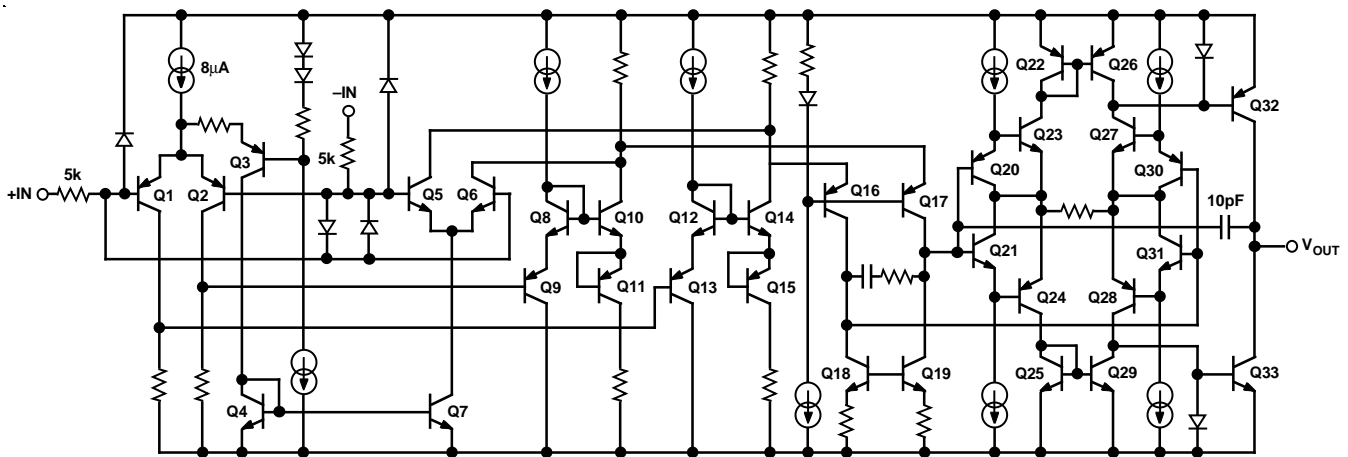 8μA
–IN
+IN
5k
5k
Q1
Q2
Q3
Q4
Q5
Q6
Q7
Q8
Q9
Q10
Q11
Q12
Q13
Q14
Q15
Q16
Q17
Q18
Q19
Q20
Q21
Q22
Q23
Q24
Q25
Q26
Q27
Q28
Q29
Q30
Q31
Q32
Q33
10pF
VOUT